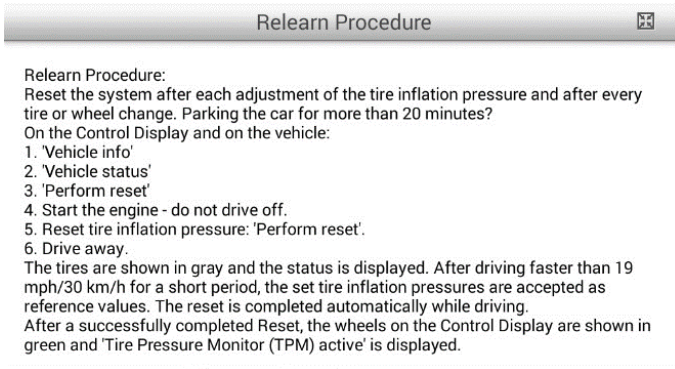 Relearn Procedure
Relearn Procedure:
Reset the system after each adjustment of the tire inflation pressure and after every
tire or wheel change. Parking the car for more than 20 minutes?
On the Control Display and on the vehicle:
1. 'Vehicle info'
2. 'Vehicle status'
3. 'Perform reset'
4. Start the engine - do not drive off.
5. Reset tire inflation pressure: 'Perform reset'.
6. Drive away.
The tires are shown in gray and the status is displayed. After driving faster than 19
mph/30 km/h for a short period, the set tire inflation pressures are accepted as
reference values. The reset is completed automatically while driving.
After a successfully completed Reset, the wheels on the Control Display are shown in
green and 'Tire Pressure Monitor (TPM) active' is displayed.